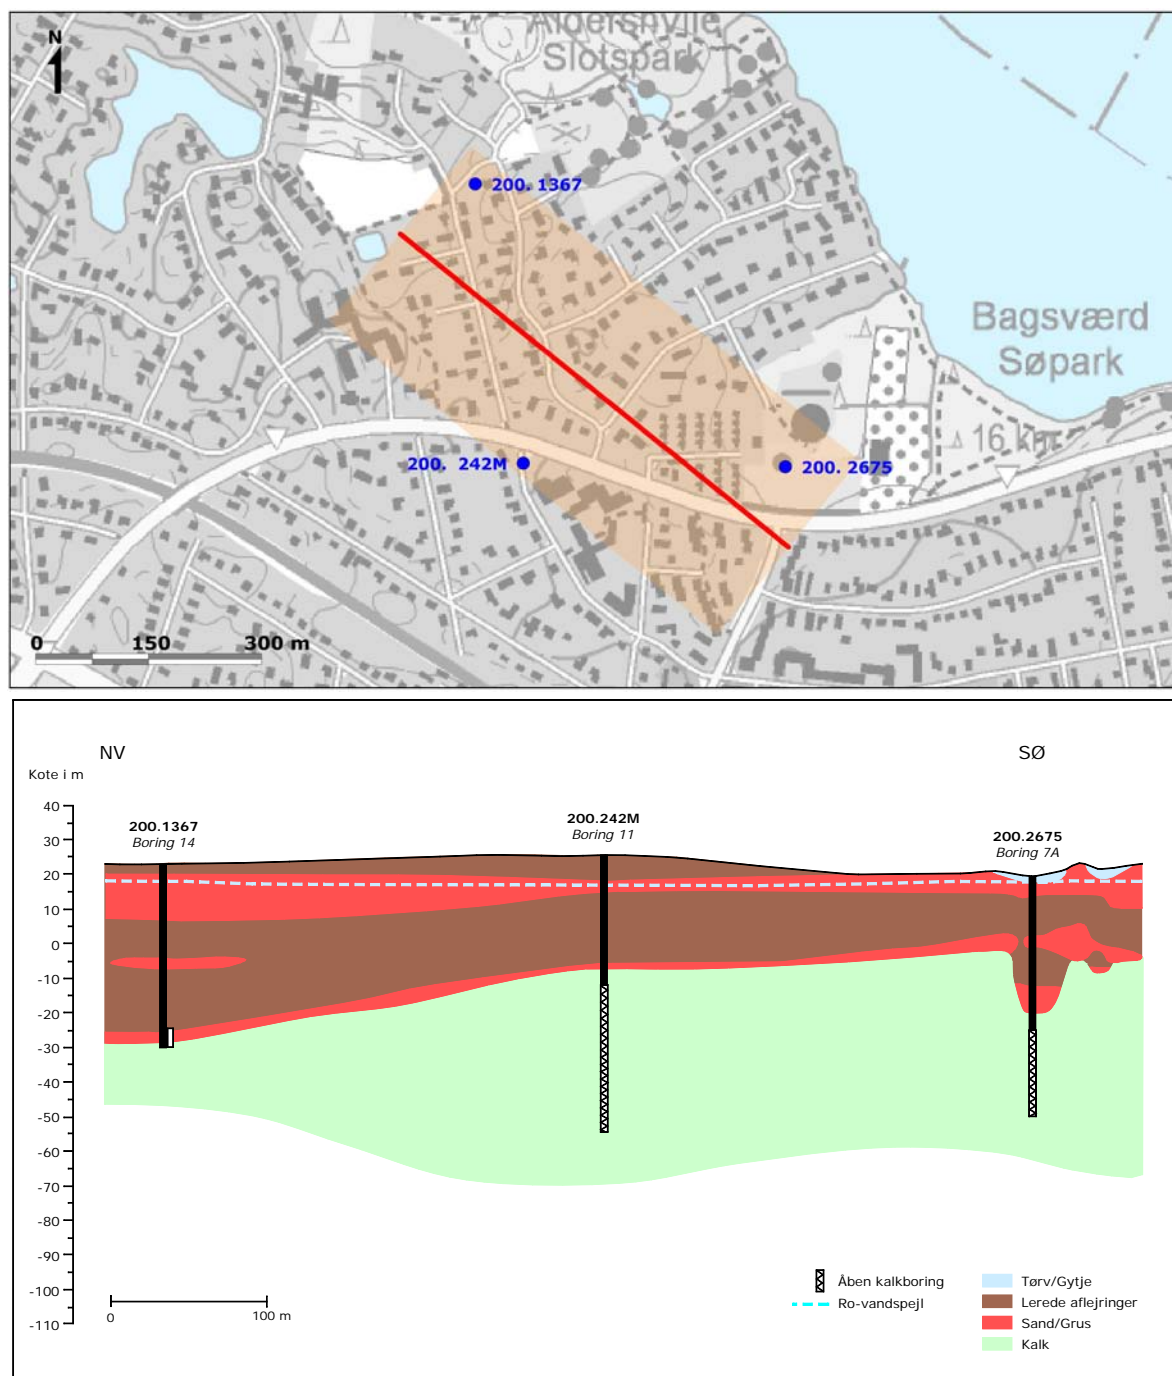 Aldershvile
Slotspark
N
200. 1367
Bagsværd
Søpark
16 km
200. 242M
200. 2675
0 150 300 m
NV
SØ
Kote i m
40
30
20
10
0
-10
-20
-30
-40
-50
-60
-70
-80
-90
-100
-110
200.1367
Boring 14
200.242M
Boring 11
200.2675
Boring 7A
0 100 m
Åben kalkboring
Ro-vandspejl
Tørv/Gytje
Lerede aflejringer
Sand/Grus
Kalk